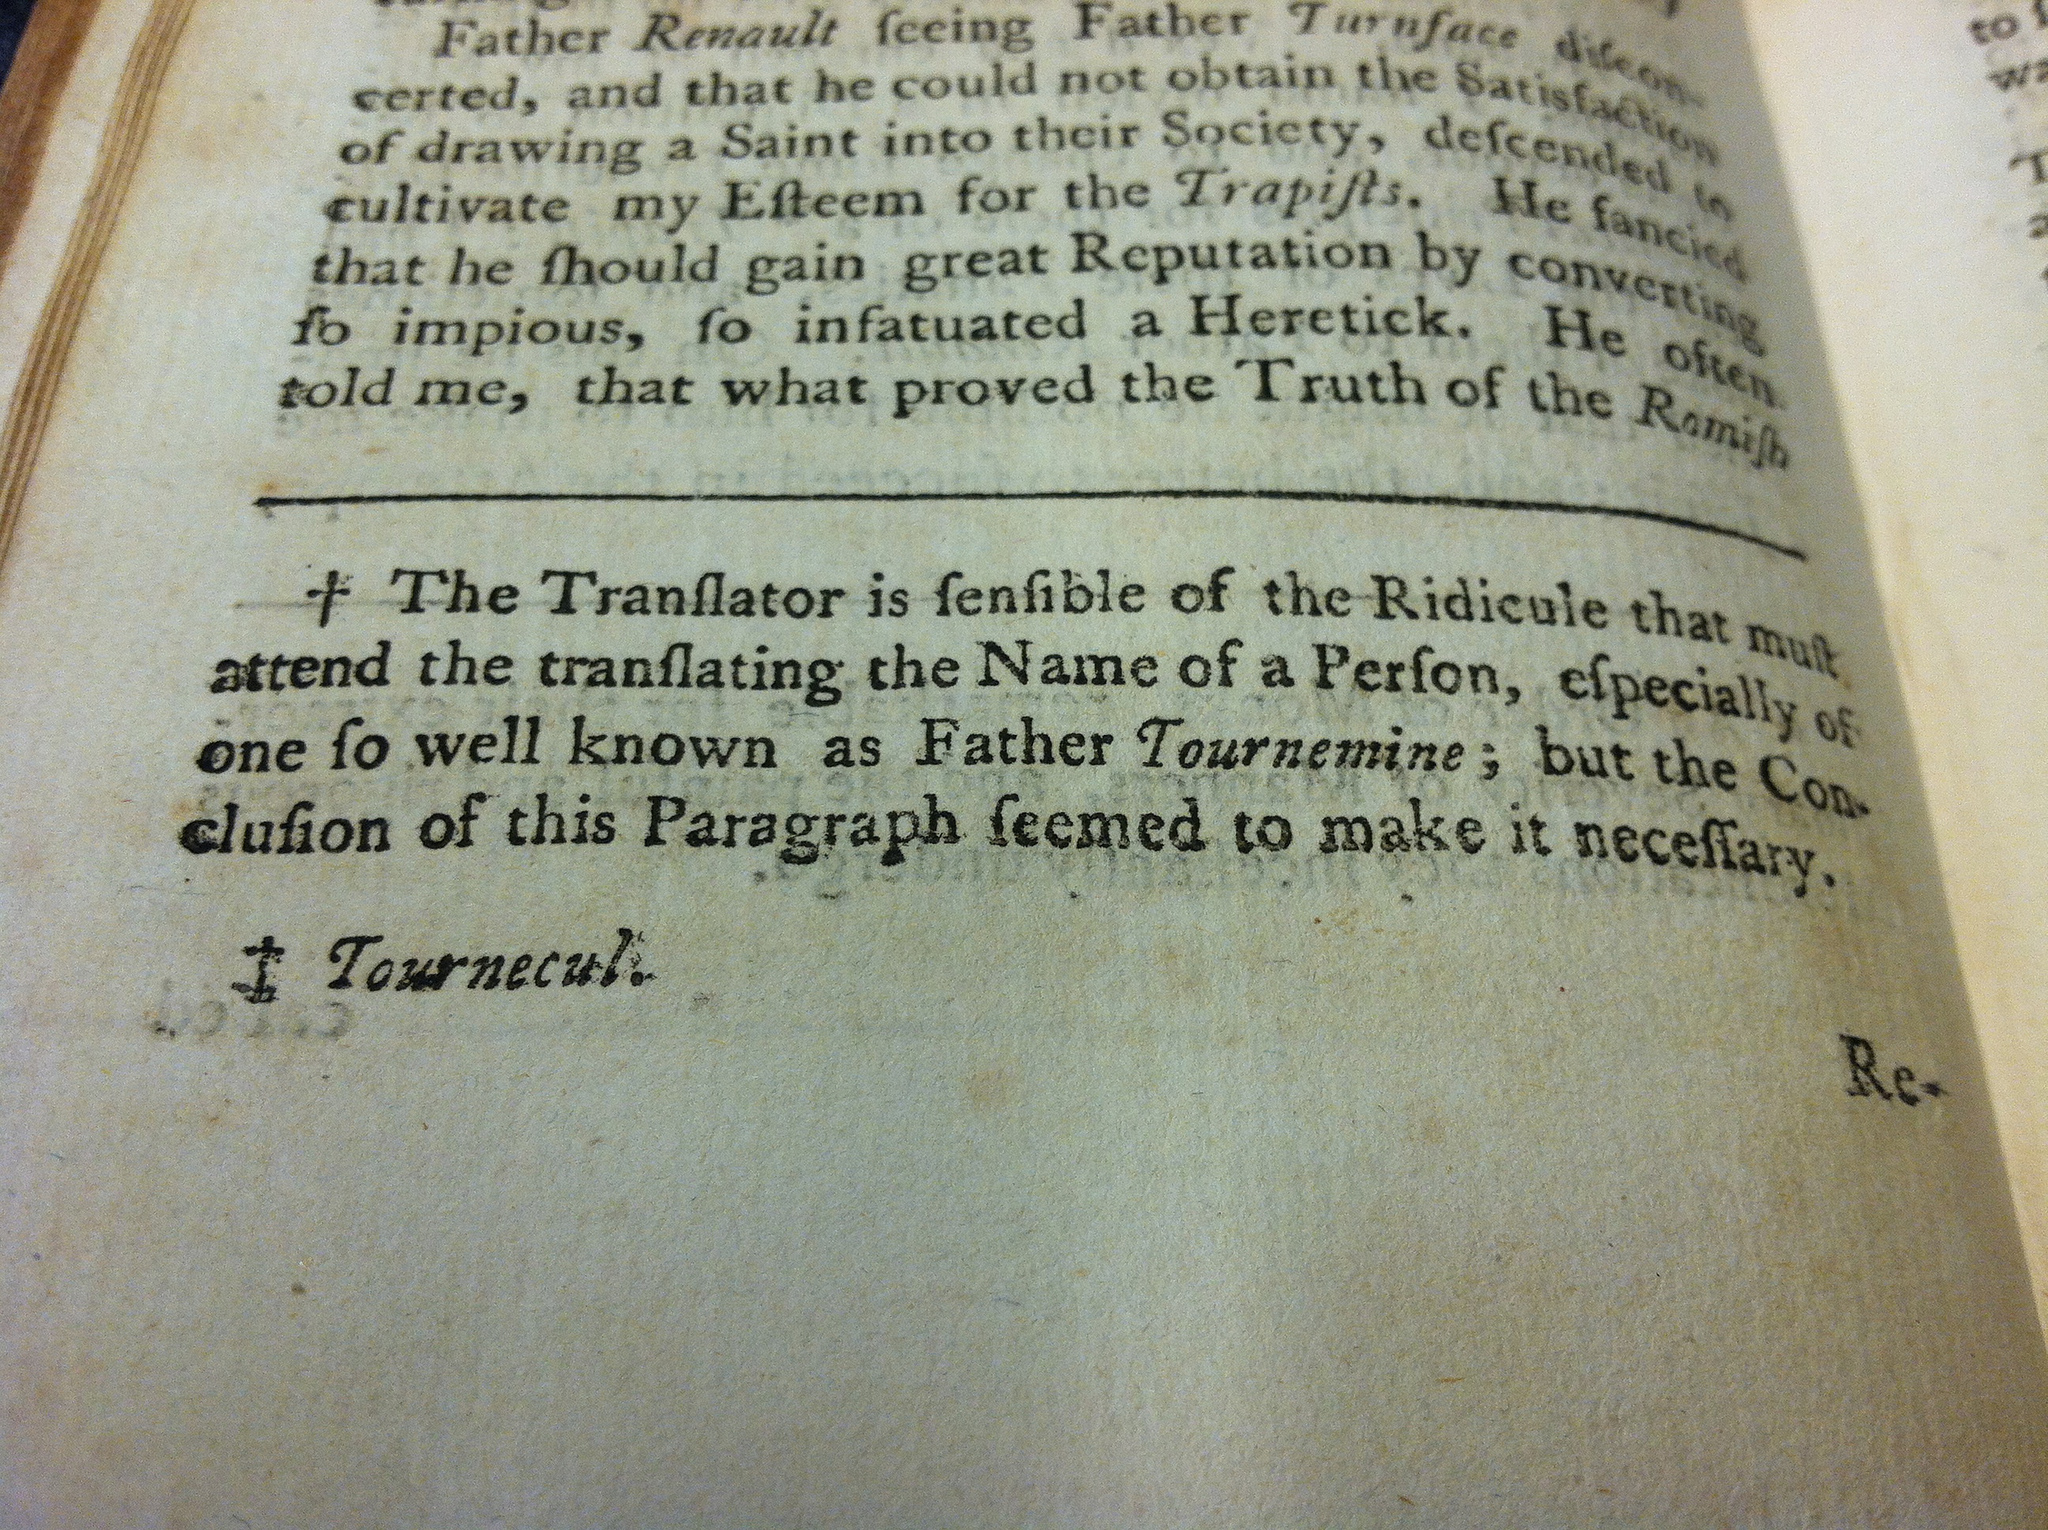 Father Renault ſeeing Father Turnface diſcon-
certed, and that he could not obtain the Satisfaction
of drawing a Saint into their Society, deſcended to
cultivate my Eſteem for the Trapiſts. He fancied
that he ſhould gain great Reputation by converting
ſo impious, ſo infatuated a Heretick. He often
told me, that what proved the Truth of the Romiſh
† The Tranſlator is ſenſible of the Ridicule that muſt
attend the tranſlating the Name of a Perſon, eſpecially of
one ſo well known as Father Tournemine; but the Con-
cluſion of this Paragraph ſeemed to make it neceſſary.
‡ Tournecul.
Re-
to